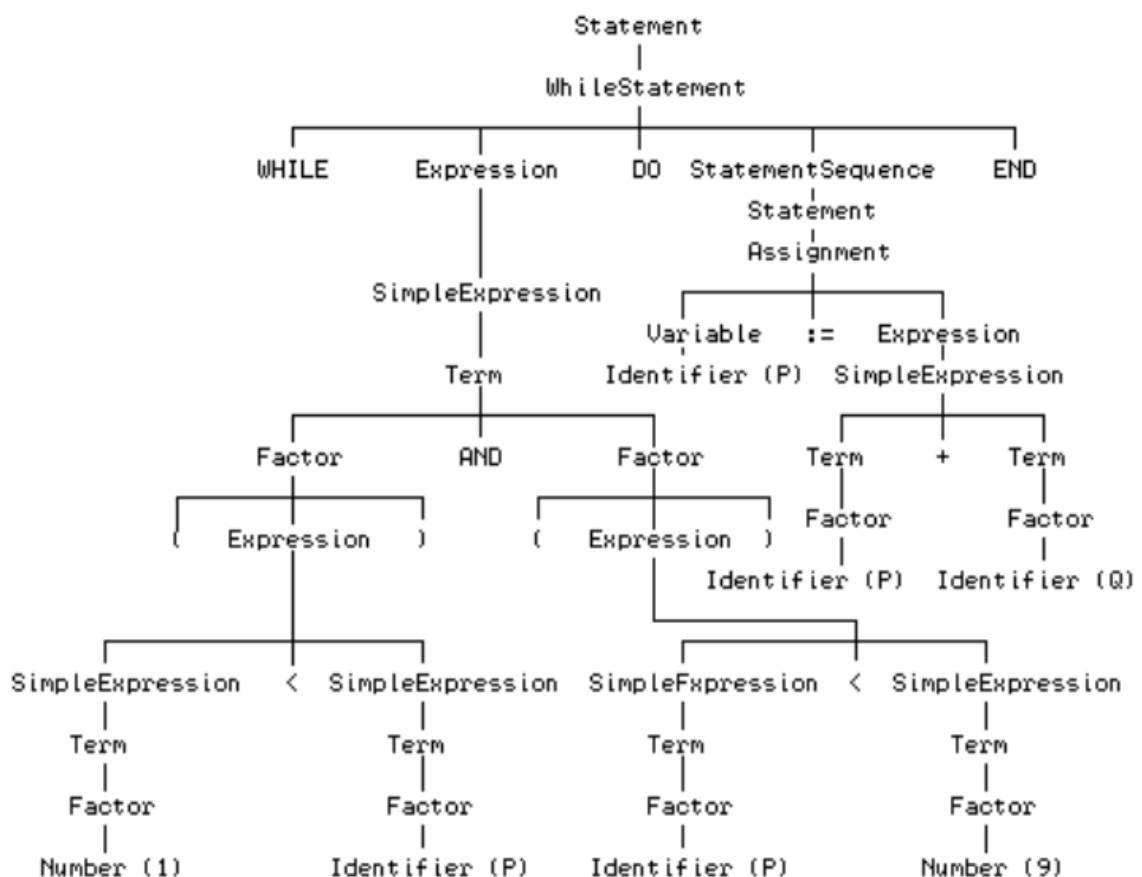 Statement
WhileStatement
WHILE Expression DO StatementSequence END
Statement
Assignment
SimpleExpression
Variable := Expression
Term Identifier (P) SimpleExpression
Factor AND Factor Term + Term
Factor Factor
( Expression ) ( Expression )
Identifier (P) Identifier (Q)
SimpleExpression < SimpleExpression SimpleFxpression < SimpleExpression
Term Term Term Term
Factor Factor Factor Factor
Number (1) Identifier (P) Identifier (P) Number (9)